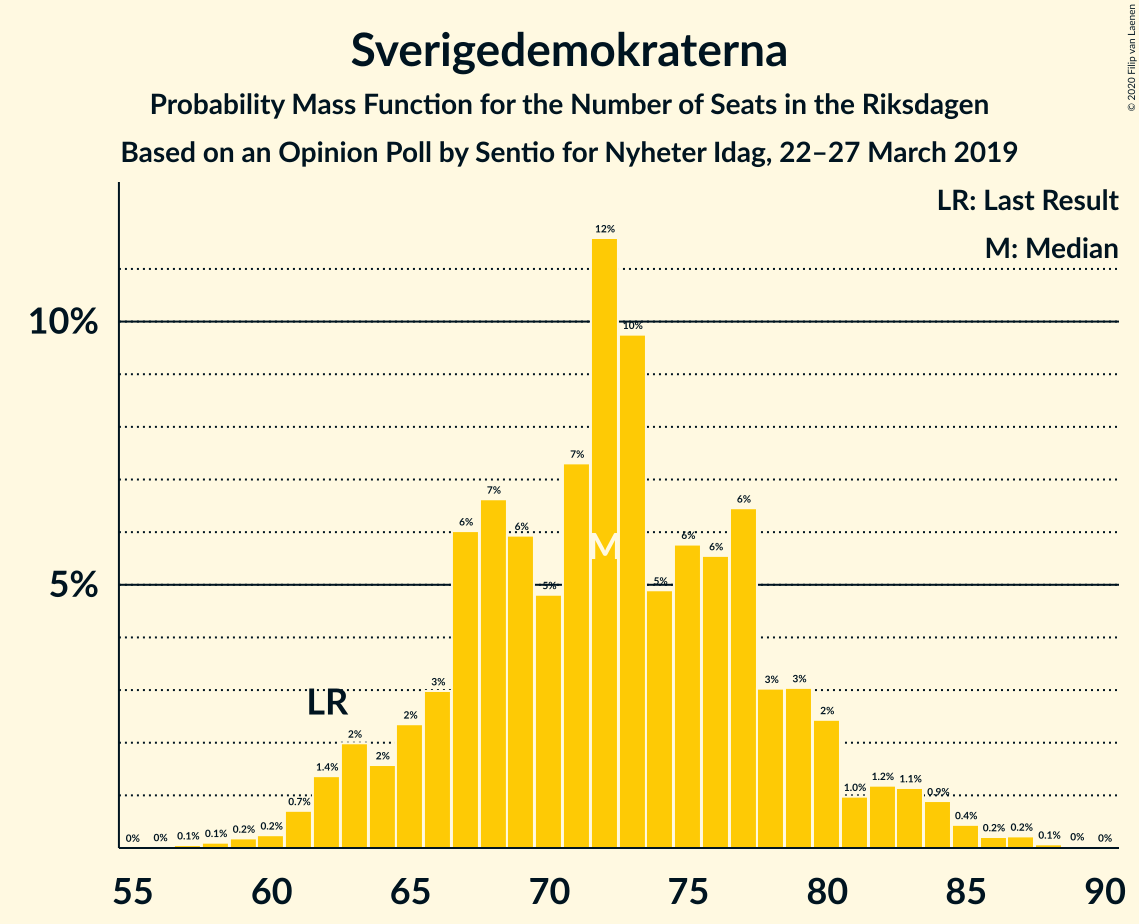 Sverigedemokraterna
Probability Mass Function for the Number of Seats in the Riksdagen
Based on an Opinion Poll by Sentio for Nyheter Idag, 22–27 March 2019
© 2020 Filip van Laenen
LR: Last Result
M: Median
10%
5%
LR
M
0% 0% 0.1% 0.1% 0.2% 0.2% 0.7% 1.4% 2% 2% 2% 3% 6% 7% 6% 5% 7% 12% 10% 5% 6% 6% 6% 3% 3% 2% 1.0% 1.2% 1.1% 0.9% 0.4% 0.2% 0.2% 0.1% 0% 0%
55 60 65 70 75 80 85 90